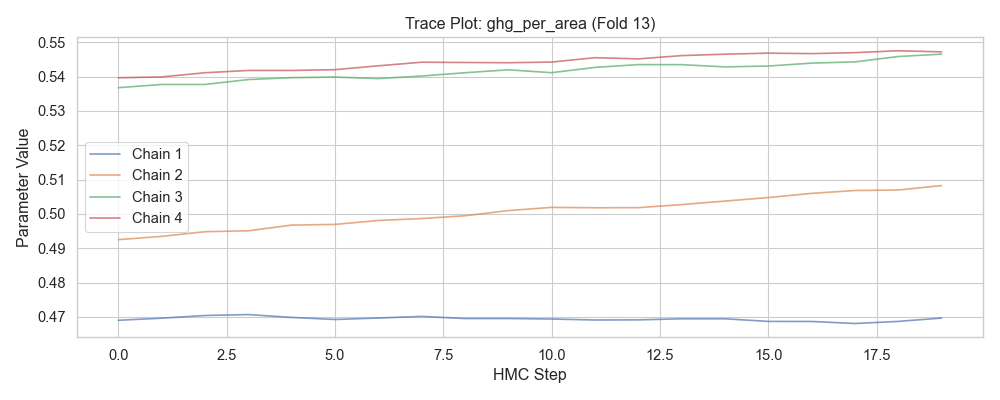 Trace Plot: ghg_per_area (Fold 13)
Parameter Value
0.55
0.54
0.53
0.52
0.51
0.50
0.49
0.48
0.47
Chain 1
Chain 2
Chain 3
Chain 4
0.0 2.5 5.0 7.5 10.0 12.5 15.0 17.5
HMC Step